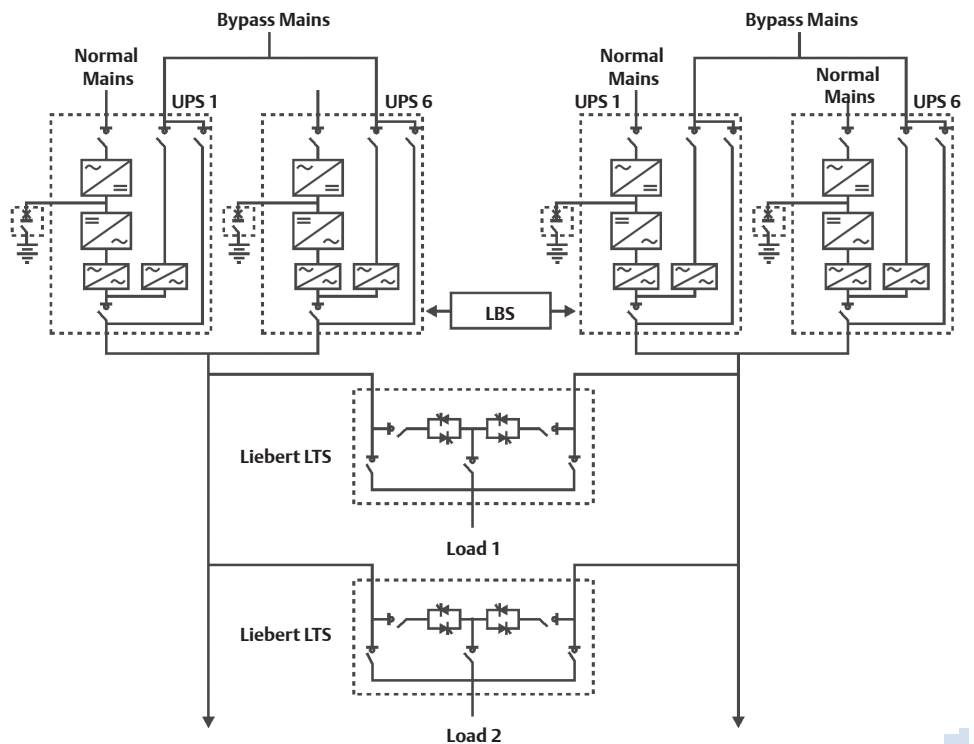 Bypass Mains
Bypass Mains
Normal
Mains
Normal
Mains
Normal
Mains
UPS 1
UPS 6
UPS 1
UPS 6
LBS
Liebert LTS
Load 1
Liebert LTS
Load 2